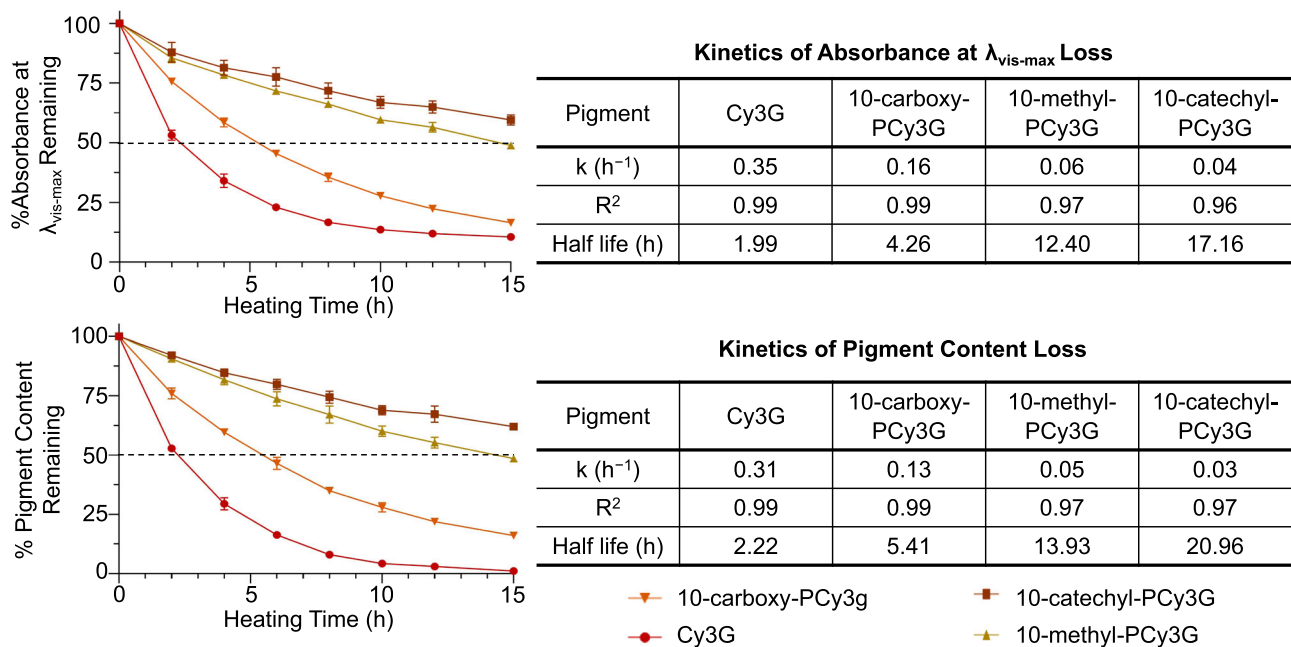 %Absorbance at
λvis-max Remaining
100
75
50
25
0
0 5 10 15
Heating Time (h)
Kinetics of Absorbance at λvis-max Loss
Pigment Cy3G 10-carboxy-PCy3G 10-methyl-PCy3G 10-catechyl-PCy3G
k (h⁻¹) 0.35 0.16 0.06 0.04
R² 0.99 0.99 0.97 0.96
Half life (h) 1.99 4.26 12.40 17.16
% Pigment Content
Remaining
100
75
50
25
0
0 5 10 15
Heating Time (h)
Kinetics of Pigment Content Loss
Pigment Cy3G 10-carboxy-PCy3G 10-methyl-PCy3G 10-catechyl-PCy3G
k (h⁻¹) 0.31 0.13 0.05 0.03
R² 0.99 0.99 0.97 0.97
Half life (h) 2.22 5.41 13.93 20.96
10-carboxy-PCy3g
10-catechyl-PCy3G
Cy3G
10-methyl-PCy3G